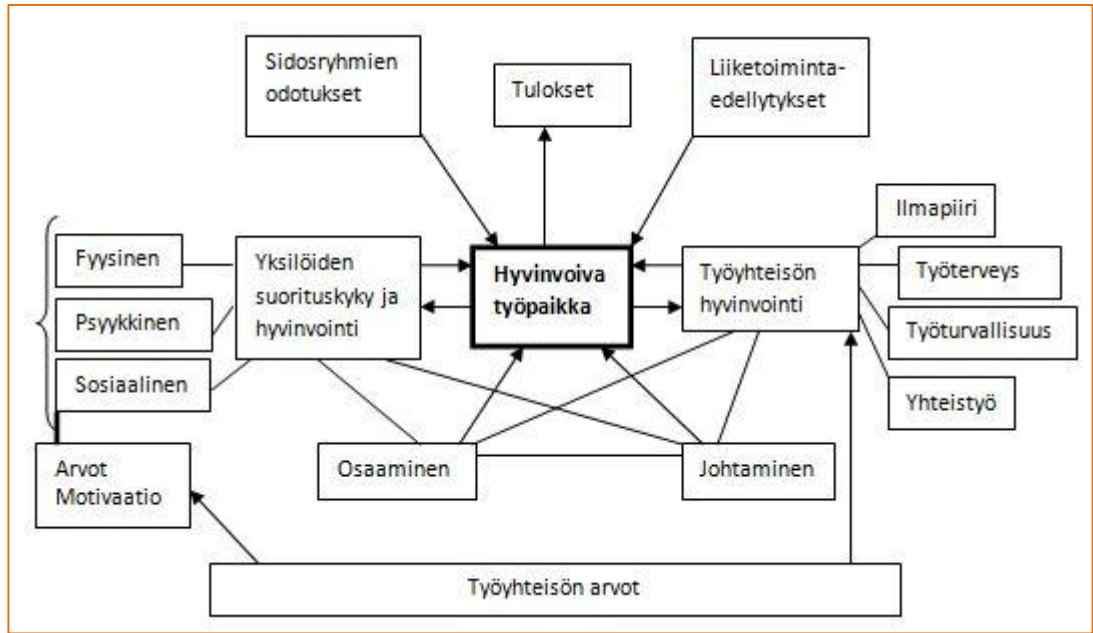 Sidosryhmien
odotukset
Tulokset
Liiketoiminta-
edellytykset
Ilmapiiri
Fyysinen
Yksilöiden
suorituskyky ja
hyvinvointi
Hyvinvoiva
työpaikka
Työyhteisön
hyvinvointi
Työterveys
Psyykkinen
Työturvallisuus
Sosiaalinen
Yhteistyö
Arvot
Motivaatio
Osaaminen
Johtaminen
Työyhteisön arvot